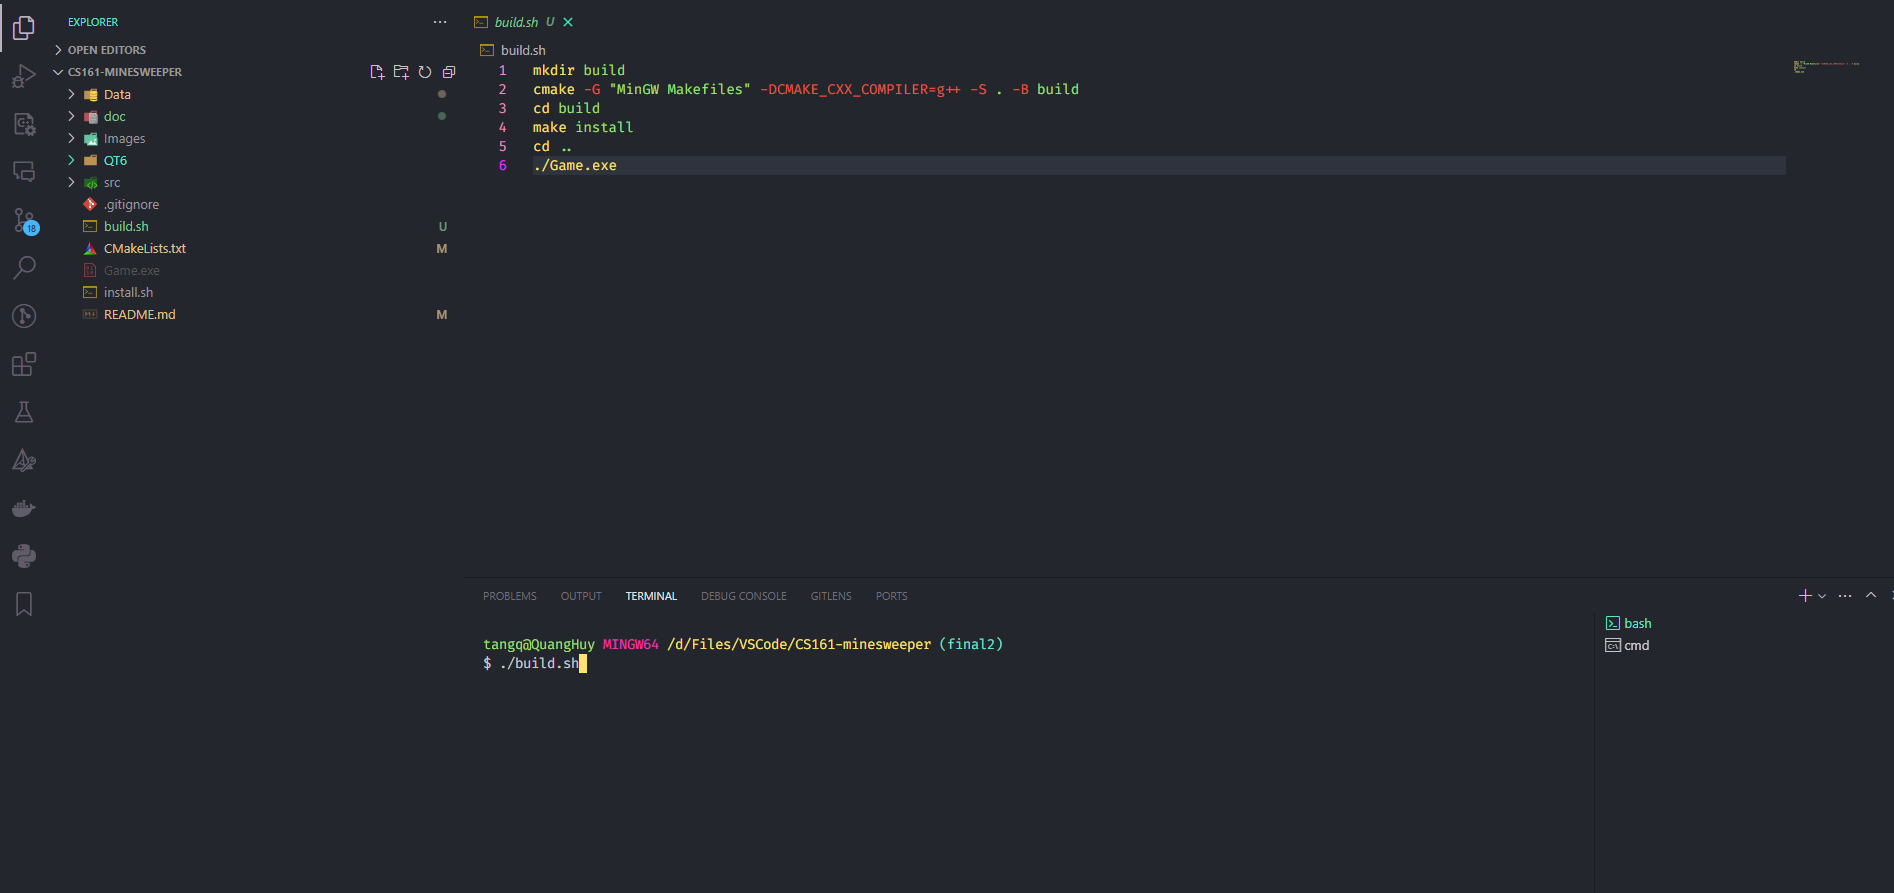 EXPLORER
OPEN EDITORS
CS161-MINESWEEPER
Data
doc
Images
QT6
src
.gitignore
build.sh U
CMakeLists.txt M
Game.exe
install.sh
README.md M
18
build.sh U
build.sh
1 mkdir build
2 cmake -G "MinGW Makefiles" -DCMAKE_CXX_COMPILER=g++ -S . -B build
3 cd build
4 make install
5 cd ..
6 ./Game.exe
PROBLEMS OUTPUT TERMINAL DEBUG CONSOLE GITLENS PORTS
tangq@QuangHuy MINGW64 /d/Files/VSCode/CS161-minesweeper (final2)
$ ./build.sh
bash
cmd